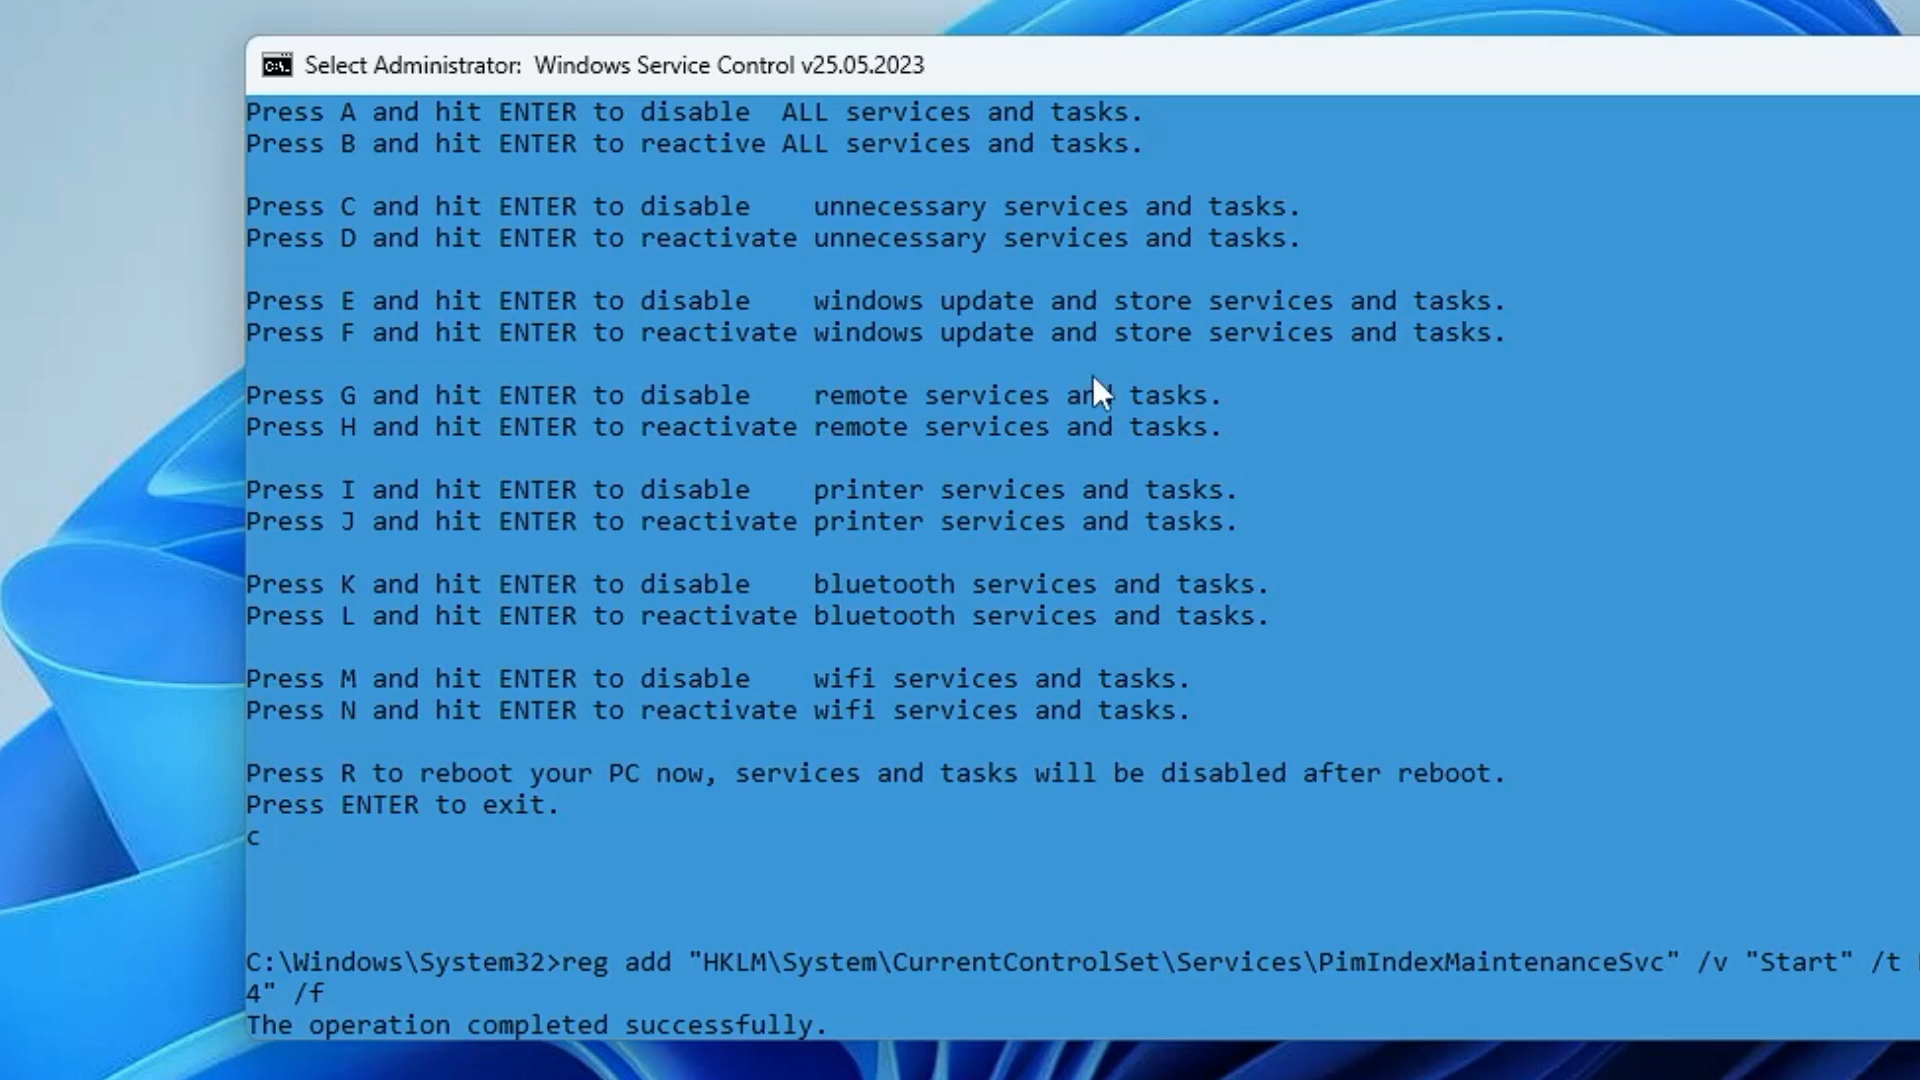 Select Administrator:  Windows Service Control v25.05.2023
Press A and hit ENTER to disable  ALL services and tasks.
Press B and hit ENTER to reactive ALL services and tasks.
Press C and hit ENTER to disable    unnecessary services and tasks.
Press D and hit ENTER to reactivate unnecessary services and tasks.
Press E and hit ENTER to disable    windows update and store services and tasks.
Press F and hit ENTER to reactivate windows update and store services and tasks.
Press G and hit ENTER to disable    remote services and tasks.
Press H and hit ENTER to reactivate remote services and tasks.
Press I and hit ENTER to disable    printer services and tasks.
Press J and hit ENTER to reactivate printer services and tasks.
Press K and hit ENTER to disable    bluetooth services and tasks.
Press L and hit ENTER to reactivate bluetooth services and tasks.
Press M and hit ENTER to disable    wifi services and tasks.
Press N and hit ENTER to reactivate wifi services and tasks.
Press R to reboot your PC now, services and tasks will be disabled after reboot.
Press ENTER to exit.
c
C:\Windows\System32>reg add "HKLM\System\CurrentControlSet\Services\PimIndexMaintenanceSvc" /v "Start" /t
4" /f
The operation completed successfully.